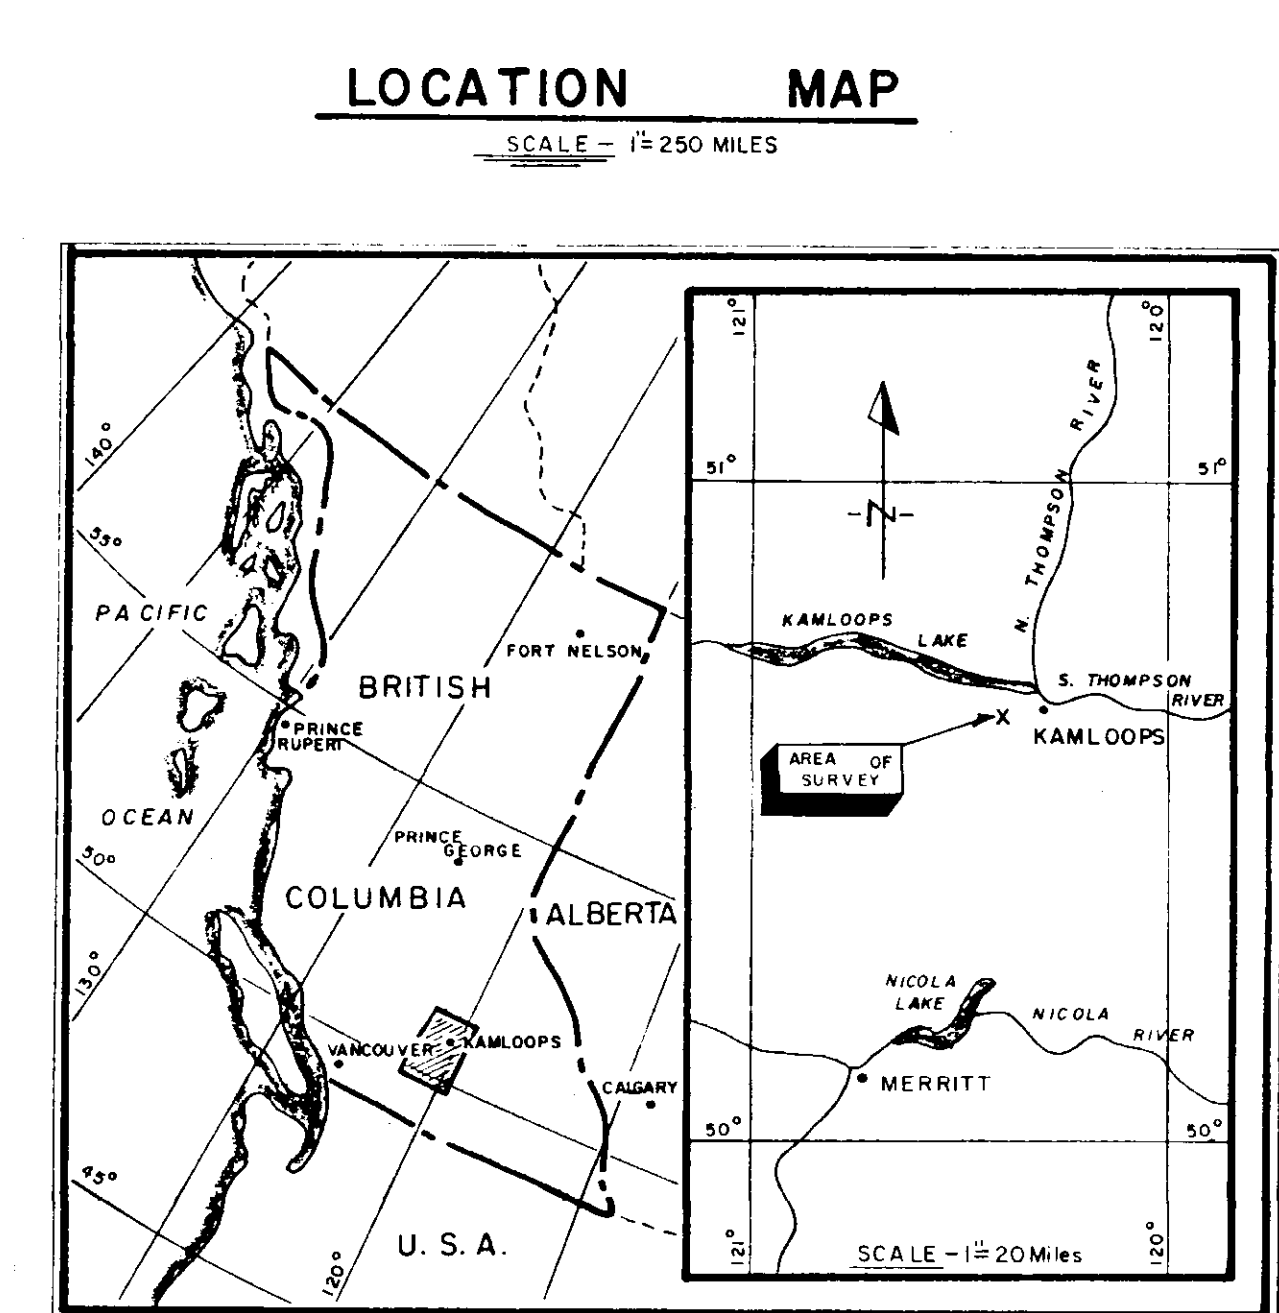 LOCATION MAP
SCALE - 1"= 250 MILES
140°
55°
PACIFIC
OCEAN
50°
130°
45°
120°
FORT NELSON
BRITISH
PRINCE
RUPERT
PRINCE
GEORGE
COLUMBIA
ALBERTA
VANCOUVER
KAMLOOPS
CALGARY
U. S. A.
121°
120°
51°
51°
N
N. THOMPSON RIVER
KAMLOOPS
LAKE
S. THOMPSON
RIVER
X
KAMLOOPS
AREA OF
SURVEY
NICOLA
LAKE
NICOLA
RIVER
MERRITT
50°
50°
121°
120°
SCALE - 1"= 20 Miles